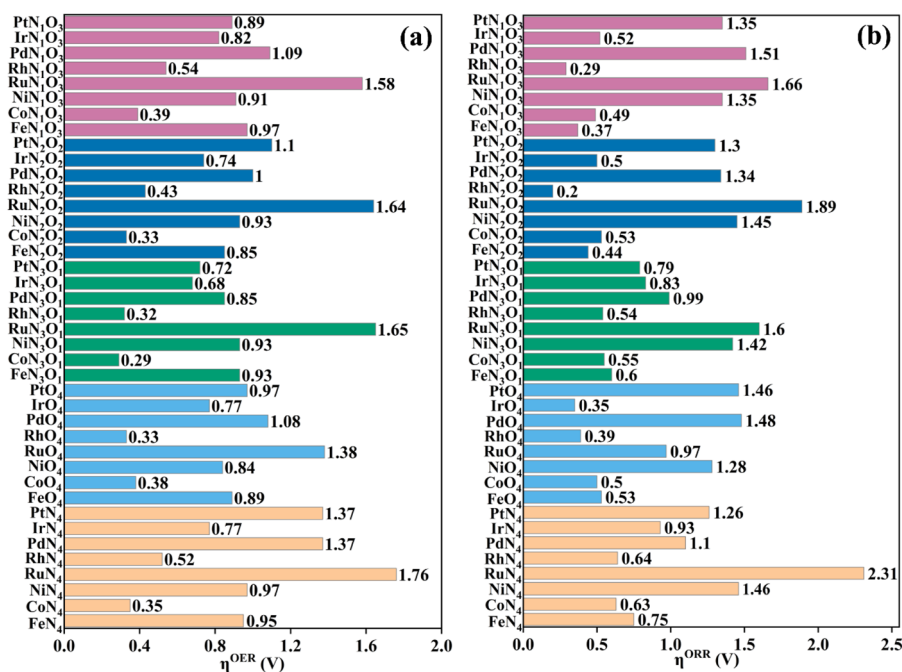 (a)
PtN₁O₃ 0.89
IrN₁O₃ 0.82
PdN₁O₃ 1.09
RhN₁O₃ 0.54
RuN₁O₃ 1.58
NiN₁O₃ 0.91
CoN₁O₃ 0.39
FeN₁O₃ 0.97
PtN₂O₂ 1.1
IrN₂O₂ 0.74
PdN₂O₂ 1
RhN₂O₂ 0.43
RuN₂O₂ 1.64
NiN₂O₂ 0.93
CoN₂O₂ 0.33
FeN₂O₂ 0.85
PtN₃O₁ 0.72
IrN₃O₁ 0.68
PdN₃O₁ 0.85
RhN₃O₁ 0.32
RuN₃O₁ 1.65
NiN₃O₁ 0.93
CoN₃O₁ 0.29
FeN₃O₁ 0.93
PtO₄ 0.97
IrO₄ 0.77
PdO₄ 1.08
RhO₄ 0.33
RuO₄ 1.38
NiO₄ 0.84
CoO₄ 0.38
FeO₄ 0.89
PtN₄ 1.37
IrN₄ 0.77
PdN₄ 1.37
RhN₄ 0.52
RuN₄ 1.76
NiN₄ 0.97
CoN₄ 0.35
FeN₄ 0.95
0.0 0.4 0.8 1.2 1.6 2.0
η^OER (V)
(b)
PtN₁O₃ 1.35
IrN₁O₃ 0.52
PdN₁O₃ 1.51
RhN₁O₃ 0.29
RuN₁O₃ 1.66
NiN₁O₃ 1.35
CoN₁O₃ 0.49
FeN₁O₃ 0.37
PtN₂O₂ 1.3
IrN₂O₂ 0.5
PdN₂O₂ 1.34
RhN₂O₂ 0.2
RuN₂O₂ 1.89
NiN₂O₂ 1.45
CoN₂O₂ 0.53
FeN₂O₂ 0.44
PtN₃O₁ 0.79
IrN₃O₁ 0.83
PdN₃O₁ 0.99
RhN₃O₁ 0.54
RuN₃O₁ 1.6
NiN₃O₁ 1.42
CoN₃O₁ 0.55
FeN₃O₁ 0.6
PtO₄ 1.46
IrO₄ 0.35
PdO₄ 1.48
RhO₄ 0.39
RuO₄ 0.97
NiO₄ 1.28
CoO₄ 0.5
FeO₄ 0.53
PtN₄ 1.26
IrN₄ 0.93
PdN₄ 1.1
RhN₄ 0.64
RuN₄ 2.31
NiN₄ 1.46
CoN₄ 0.63
FeN₄ 0.75
0.0 0.5 1.0 1.5 2.0 2.5
η^ORR (V)